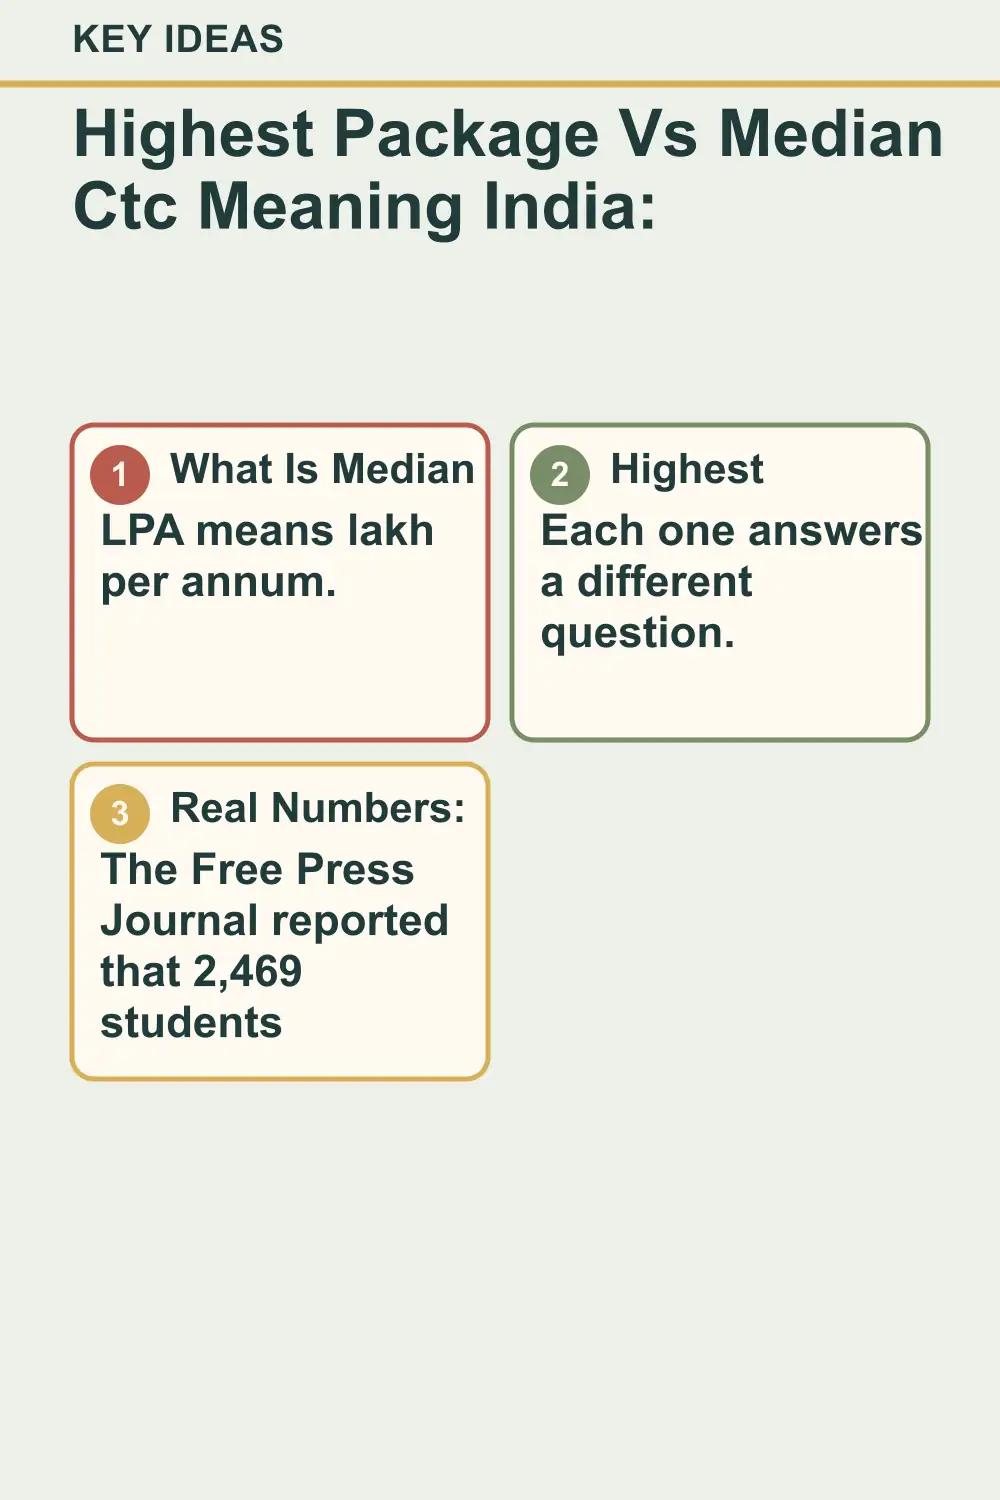 KEY IDEAS
Highest Package Vs Median
Ctc Meaning India:
1 What Is Median
LPA means lakh
per annum.
2 Highest
Each one answers
a different
question.
3 Real Numbers:
The Free Press
Journal reported
that 2,469
students